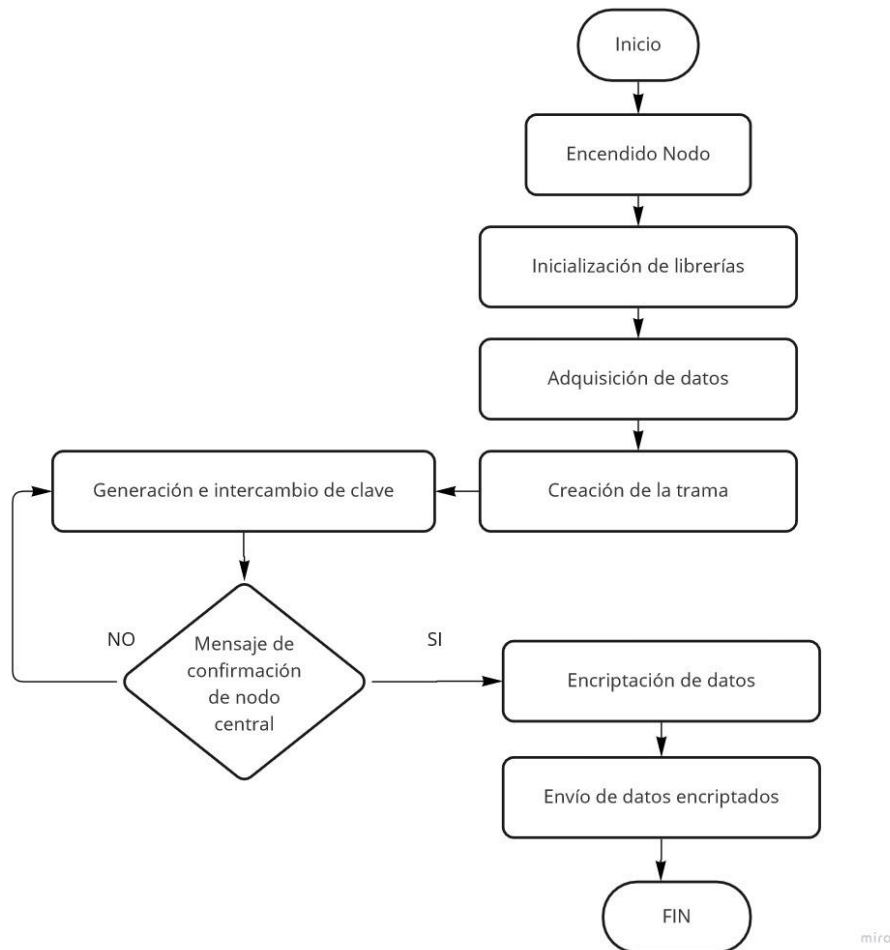 Inicio
Encendido Nodo
Inicialización de librerías
Adquisición de datos
Creación de la trama
Generación e intercambio de clave
Mensaje de
confirmación
de nodo
central
NO
SI
Encriptación de datos
Envío de datos encriptados
FIN
miro